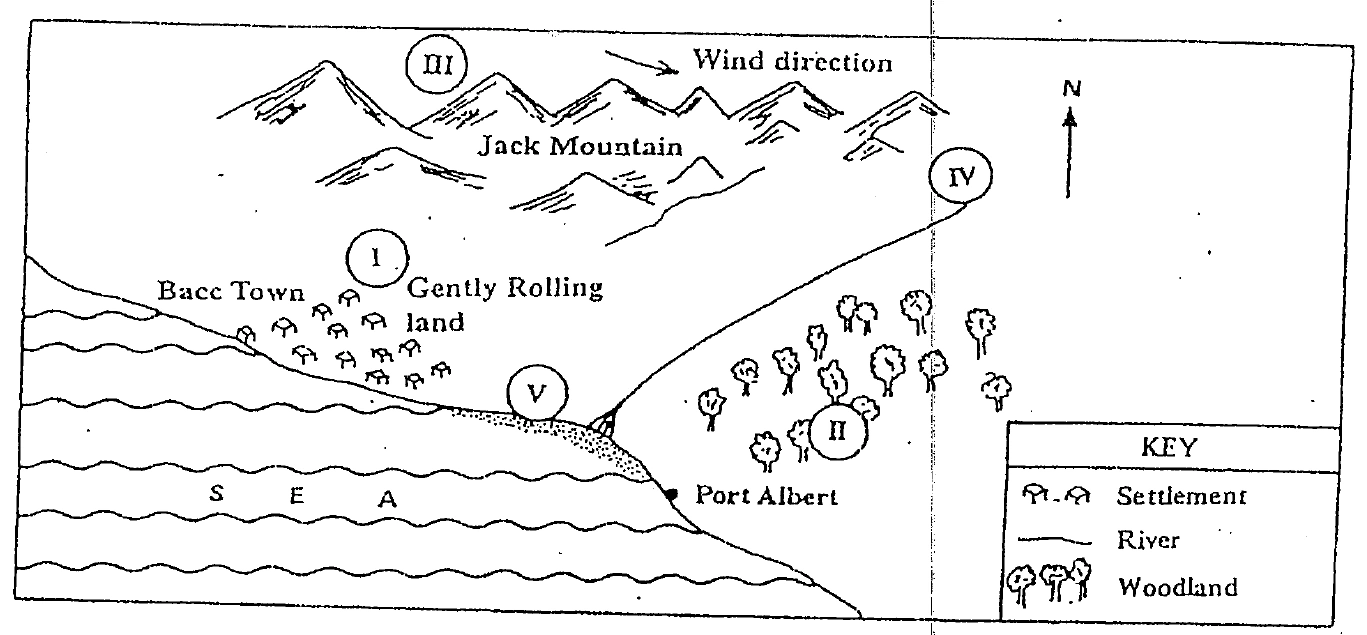 III
Wind direction
N
Jack Mountain
IV
I
Bacc Town
Gently Rolling
land
V
II
KEY
S E A
Port Albert
Settlement
River
Woodland